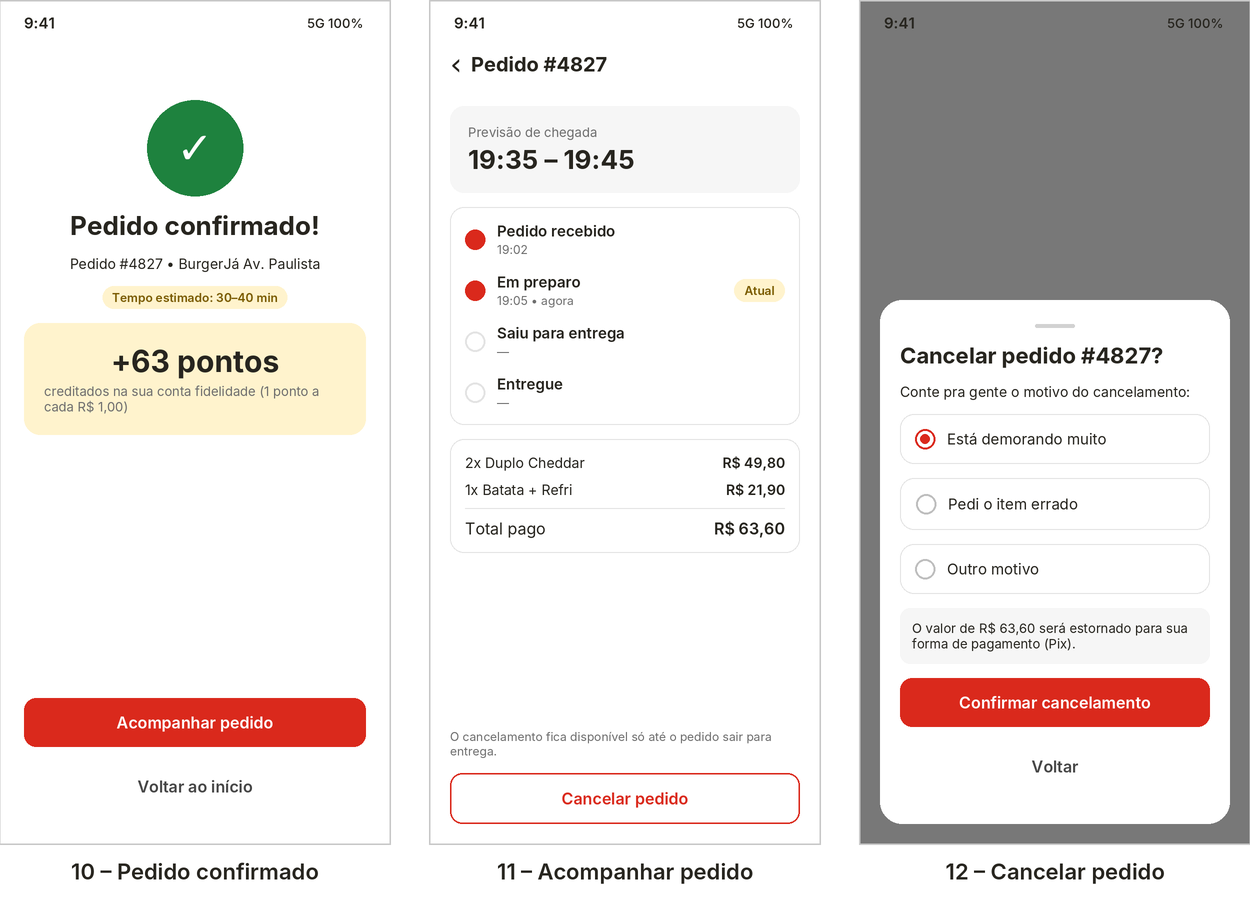 9:41
5G 100%
✓
Pedido confirmado!
Pedido #4827 • BurgerJá Av. Paulista
Tempo estimado: 30–40 min
+63 pontos
creditados na sua conta fidelidade (1 ponto a
cada R$ 1,00)
Acompanhar pedido
Voltar ao início
10 – Pedido confirmado
9:41
5G 100%
‹ Pedido #4827
Previsão de chegada
19:35 – 19:45
Pedido recebido
19:02
Em preparo
19:05 • agora
Atual
Saiu para entrega
—
Entregue
—
2x Duplo Cheddar R$ 49,80
1x Batata + Refri R$ 21,90
Total pago R$ 63,60
O cancelamento fica disponível só até o pedido sair para
entrega.
Cancelar pedido
11 – Acompanhar pedido
9:41
5G 100%
Cancelar pedido #4827?
Conte pra gente o motivo do cancelamento:
Está demorando muito
Pedi o item errado
Outro motivo
O valor de R$ 63,60 será estornado para sua
forma de pagamento (Pix).
Confirmar cancelamento
Voltar
12 – Cancelar pedido